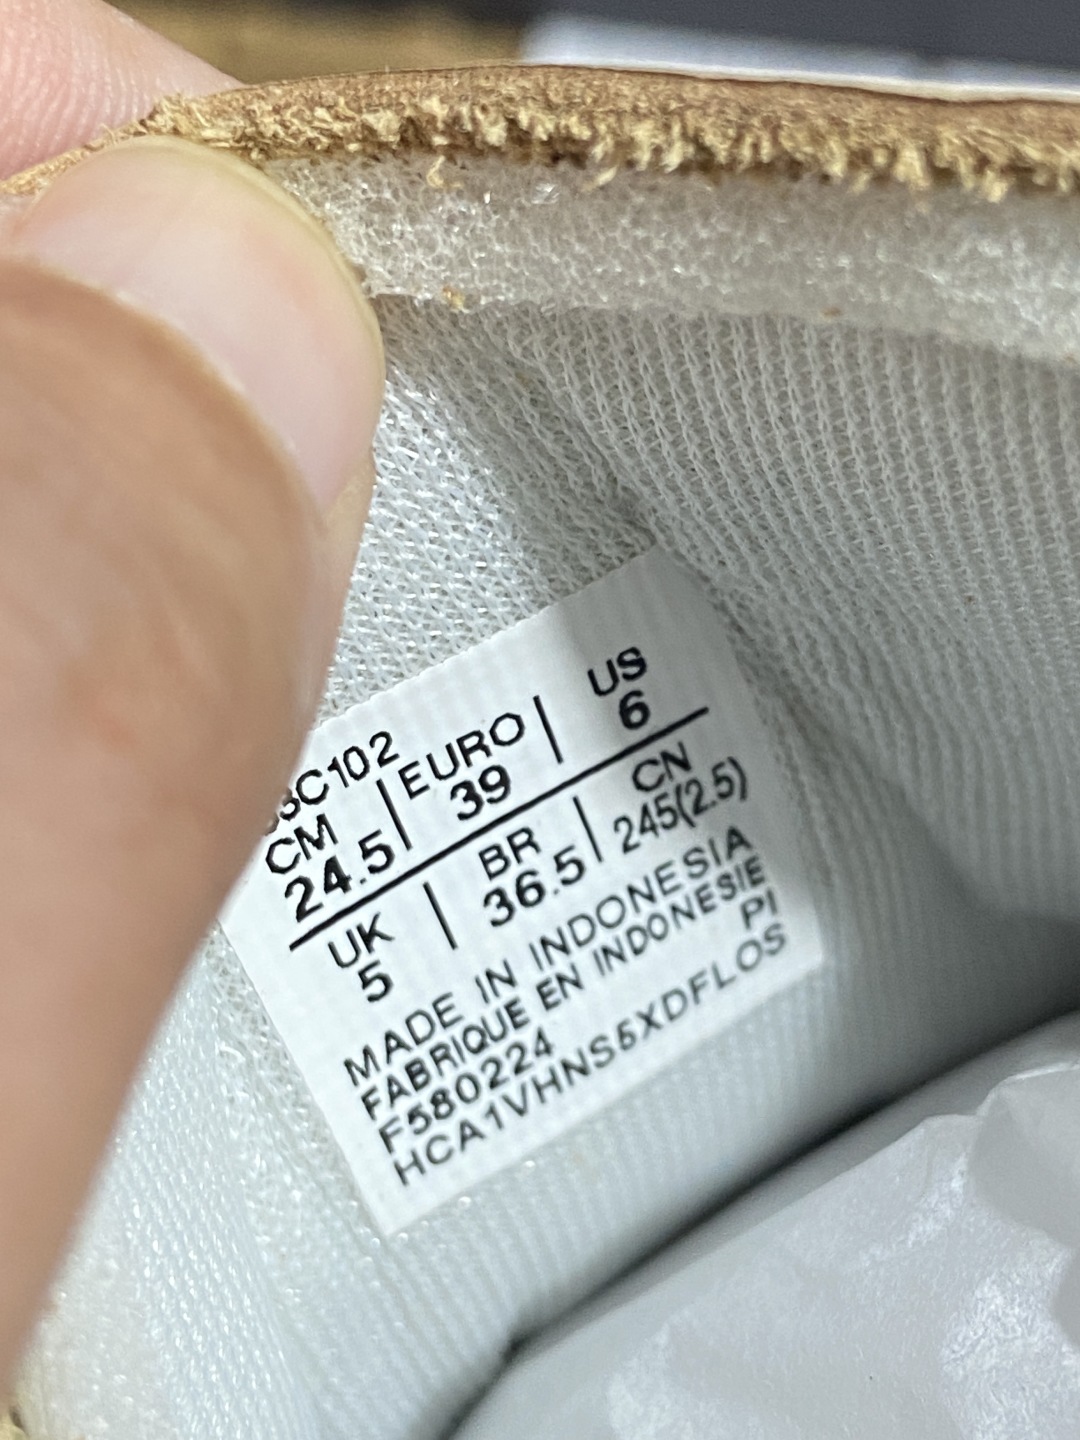 3C102
CM | EURO | US
24.5 | 39 | 6
UK | BR | CN
5 | 36.5 | 245(2.5)
MADE IN INDONESIA
FABRIQUE EN INDONESIE
F580224 PI
HCA1VHNS5XDFLOS